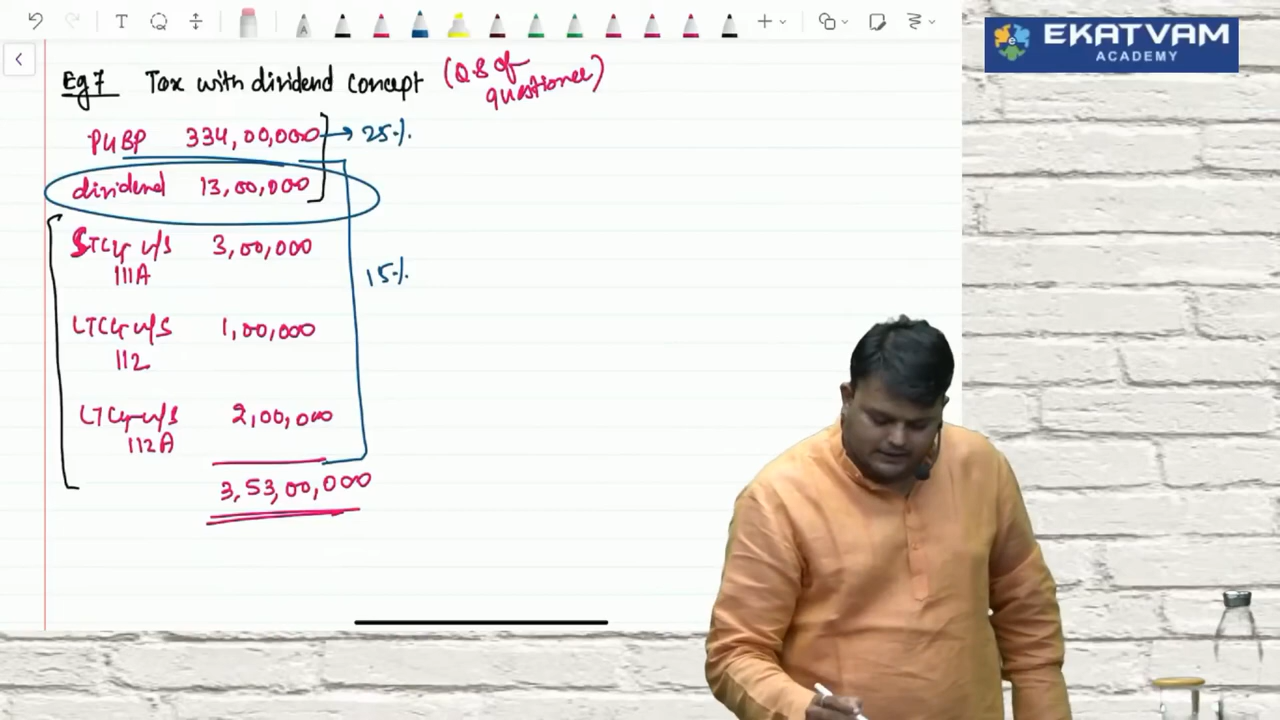 EKATVAM
ACADEMY
Eg 7 Tax with dividend concept (Q.8 of
questionee)
PUBP 334,00,000 → 25%
dividend 13,00,000
STCG u/s 3,00,000
111A
15%
LTCG u/s 1,00,000
112
LTCG u/s 2,00,000
112A
3,53,00,000